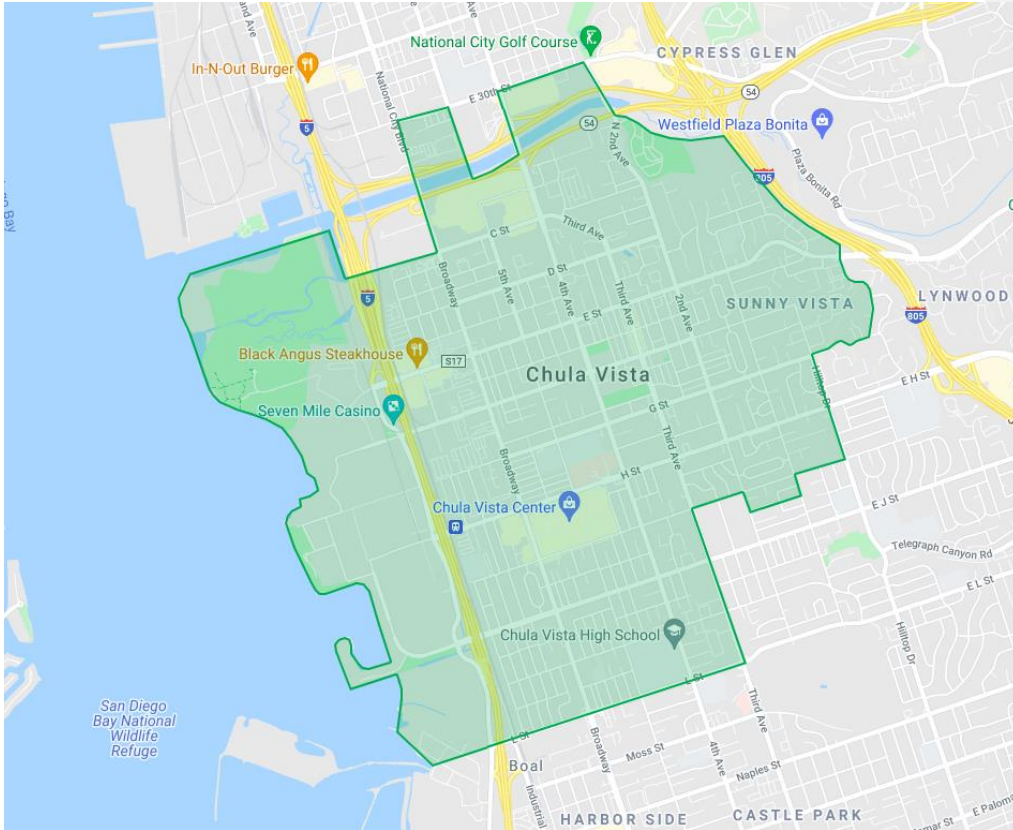 National City Golf Course
CYPRESS GLEN
In-N-Out Burger
National City Blvd
E 30th St
54
5
54
N 2nd Ave
Westfield Plaza Bonita
805
Plaza Bonita Rd
Bay
C St
Third Ave
Broadway
5th Ave
D St
4th Ave
Third Ave
2nd Ave
5
E St
SUNNY VISTA
LYNWOOD
805
Black Angus Steakhouse
S17
Chula Vista
Hilltop Dr
E H St
Seven Mile Casino
G St
Third Ave
Broadway
H St
Chula Vista Center
E J St
Telegraph Canyon Rd
E L St
Chula Vista High School
Hilltop Dr
L St
San Diego
Bay National
Wildlife
Refuge
Third Ave
L St
Broadway
4th Ave
Moss St
Boal
Naples St
Industrial
HARBOR SIDE
CASTLE PARK
E Paloma